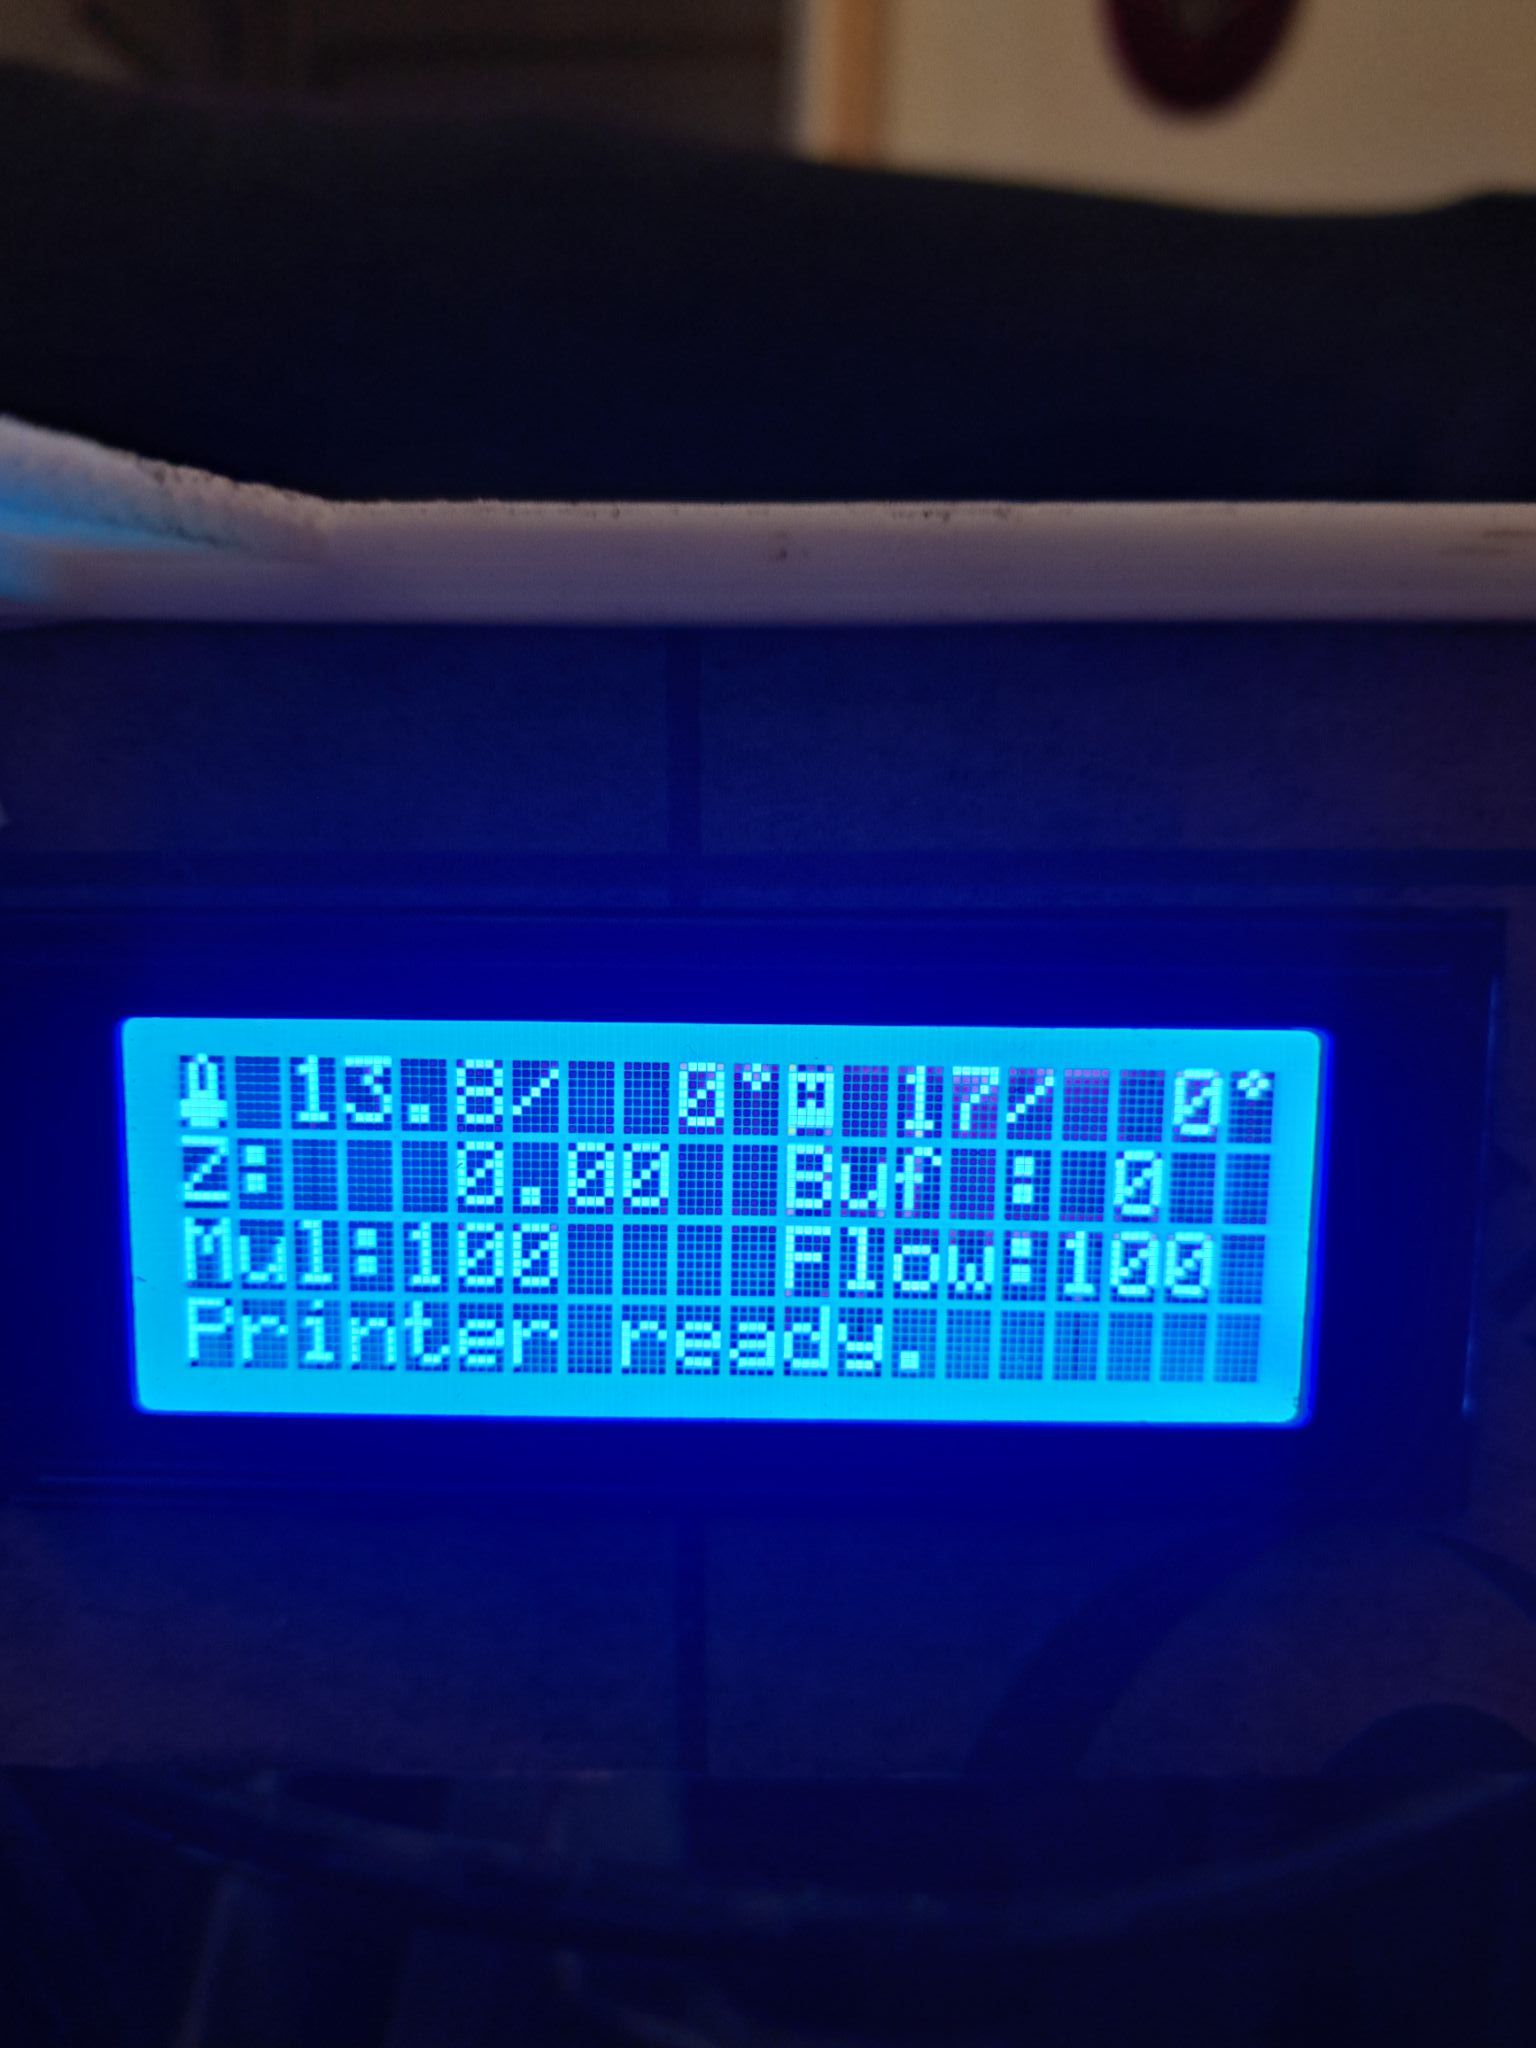 13.8/ 0° 17/ 0°
Z: 0.00 Buf : 0
Mul:100 Flow:100
Printer ready.